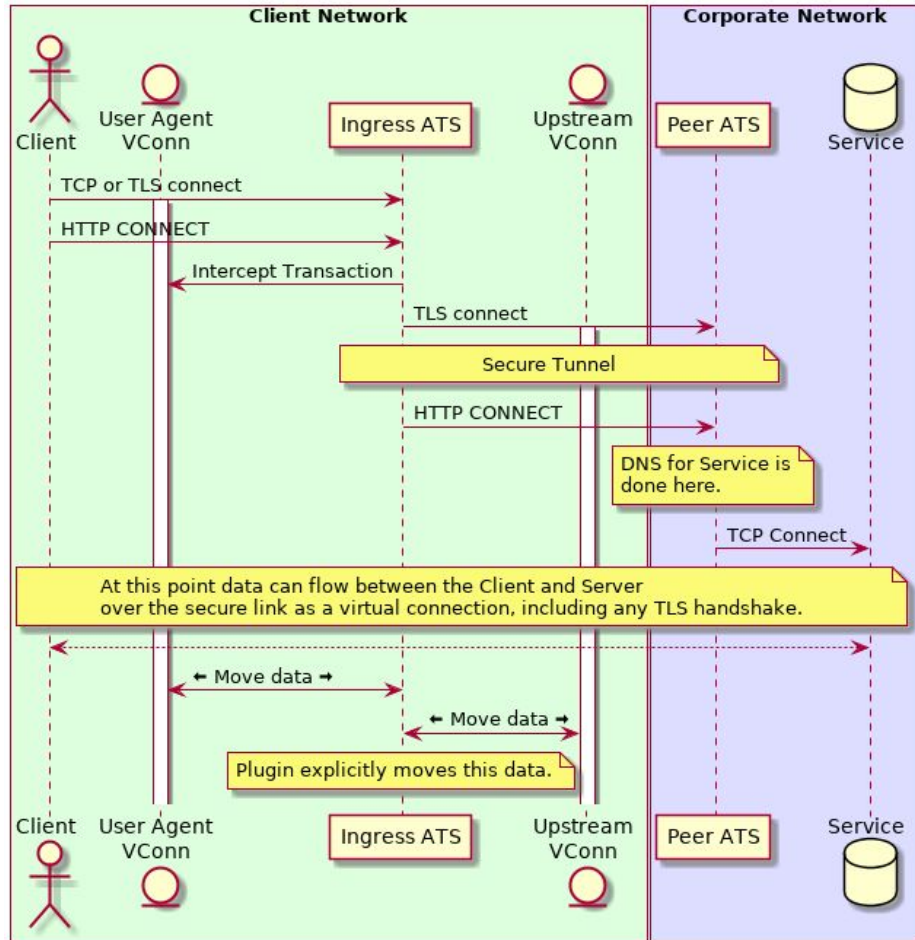 Client Network
Corporate Network
Client
User Agent
VConn
Ingress ATS
Upstream
VConn
Peer ATS
Service
TCP or TLS connect
HTTP CONNECT
Intercept Transaction
TLS connect
Secure Tunnel
HTTP CONNECT
DNS for Service is
done here.
TCP Connect
At this point data can flow between the Client and Server
over the secure link as a virtual connection, including any TLS handshake.
⬅ Move data ➡
⬅ Move data ➡
Plugin explicitly moves this data.
Client
User Agent
VConn
Ingress ATS
Upstream
VConn
Peer ATS
Service